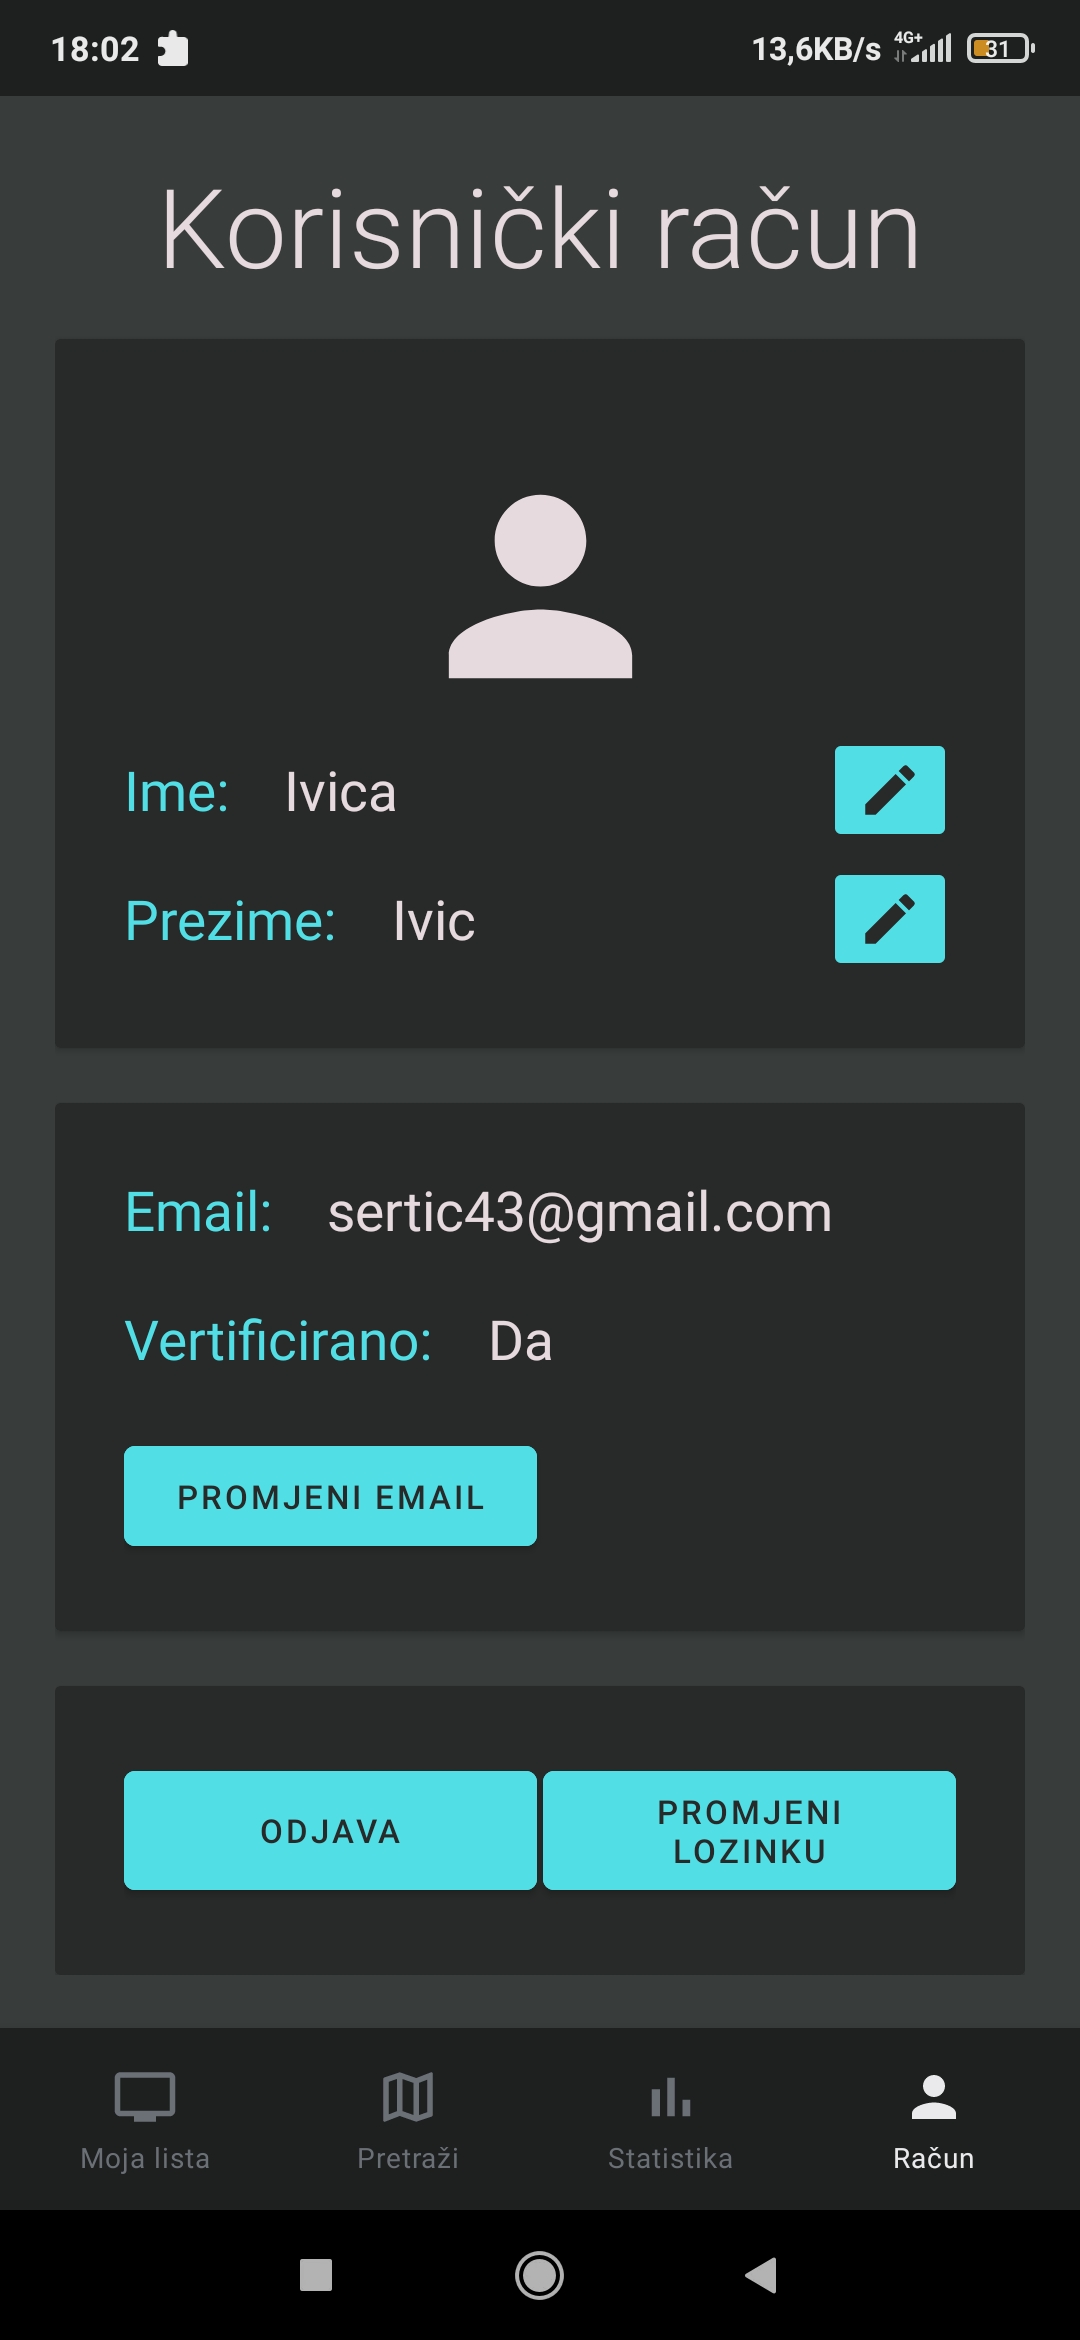 18:02 13,6KB/s 4G+ 31
Korisnički račun
Ime: Ivica
Prezime: Ivic
Email: sertic43@gmail.com
Vertificirano: Da
PROMJENI EMAIL
ODJAVA
PROMJENI
LOZINKU
Moja lista Pretraži Statistika Račun